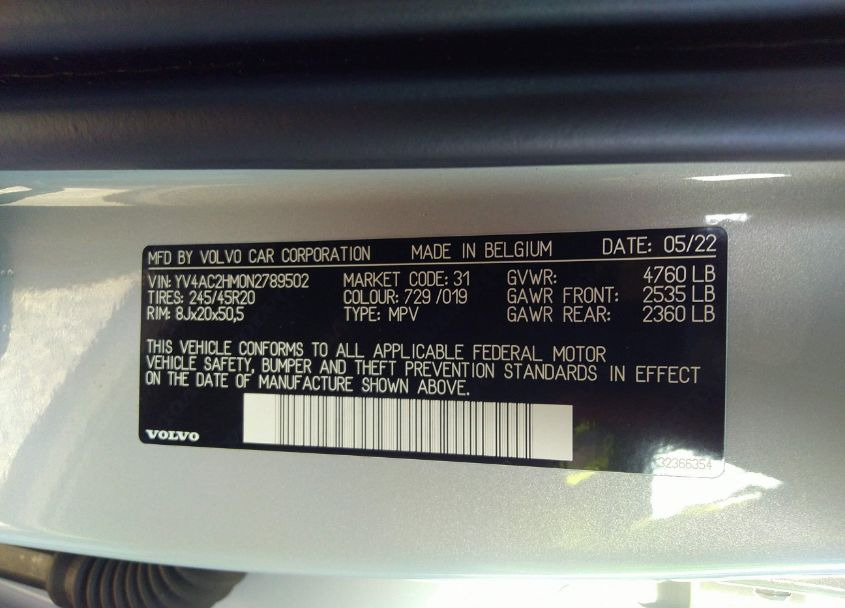 MFD BY VOLVO CAR CORPORATION MADE IN BELGIUM DATE: 05/22
VIN: YV4AC2HM0N2789502 MARKET CODE: 31 GVWR: 4760 LB
TIRES: 245/45R20 COLOUR: 729 /019 GAWR FRONT: 2535 LB
RIM: 8Jx20x50,5 TYPE: MPV GAWR REAR: 2360 LB
THIS VEHICLE CONFORMS TO ALL APPLICABLE FEDERAL MOTOR
VEHICLE SAFETY, BUMPER AND THEFT PREVENTION STANDARDS IN EFFECT
ON THE DATE OF MANUFACTURE SHOWN ABOVE.
VOLVO
32366354